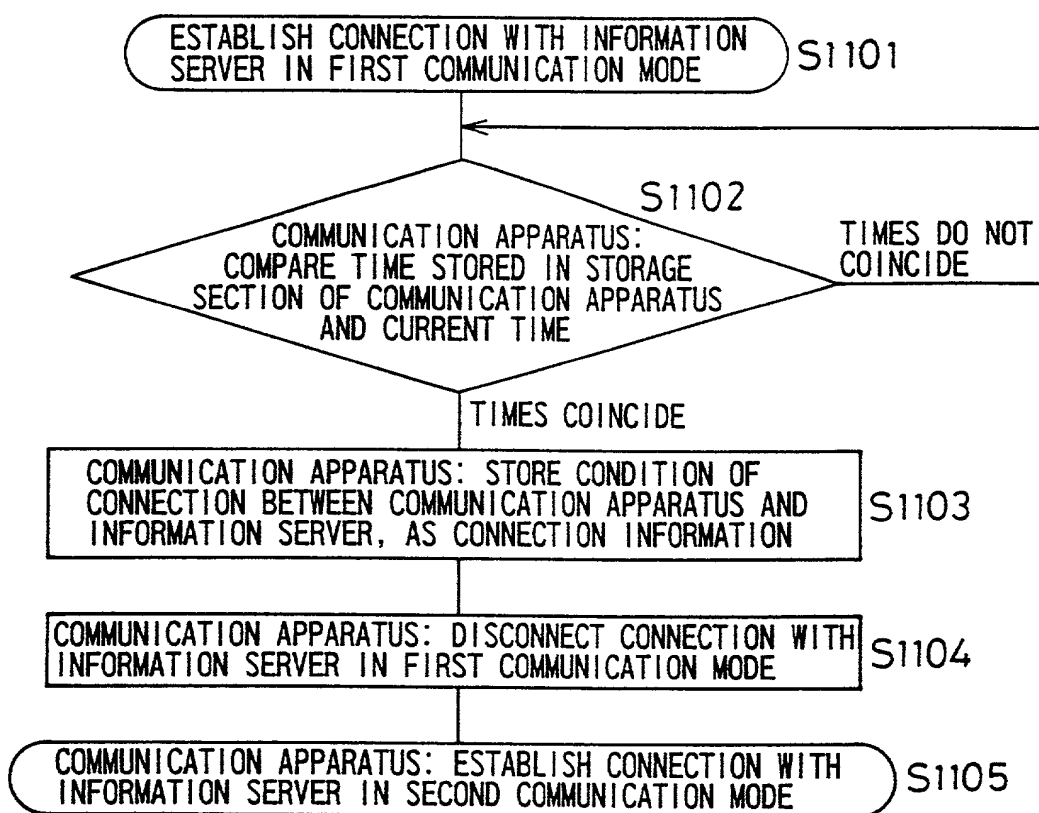 ESTABLISH CONNECTION WITH INFORMATION
SERVER IN FIRST COMMUNICATION MODE
S1101
S1102
COMMUNICATION APPARATUS:
COMPARE TIME STORED IN STORAGE
SECTION OF COMMUNICATION APPARATUS
AND CURRENT TIME
TIMES DO NOT
COINCIDE
TIMES COINCIDE
COMMUNICATION APPARATUS: STORE CONDITION OF
CONNECTION BETWEEN COMMUNICATION APPARATUS AND
INFORMATION SERVER, AS CONNECTION INFORMATION
S1103
COMMUNICATION APPARATUS: DISCONNECT CONNECTION WITH
INFORMATION SERVER IN FIRST COMMUNICATION MODE
S1104
COMMUNICATION APPARATUS: ESTABLISH CONNECTION WITH
INFORMATION SERVER IN SECOND COMMUNICATION MODE
S1105